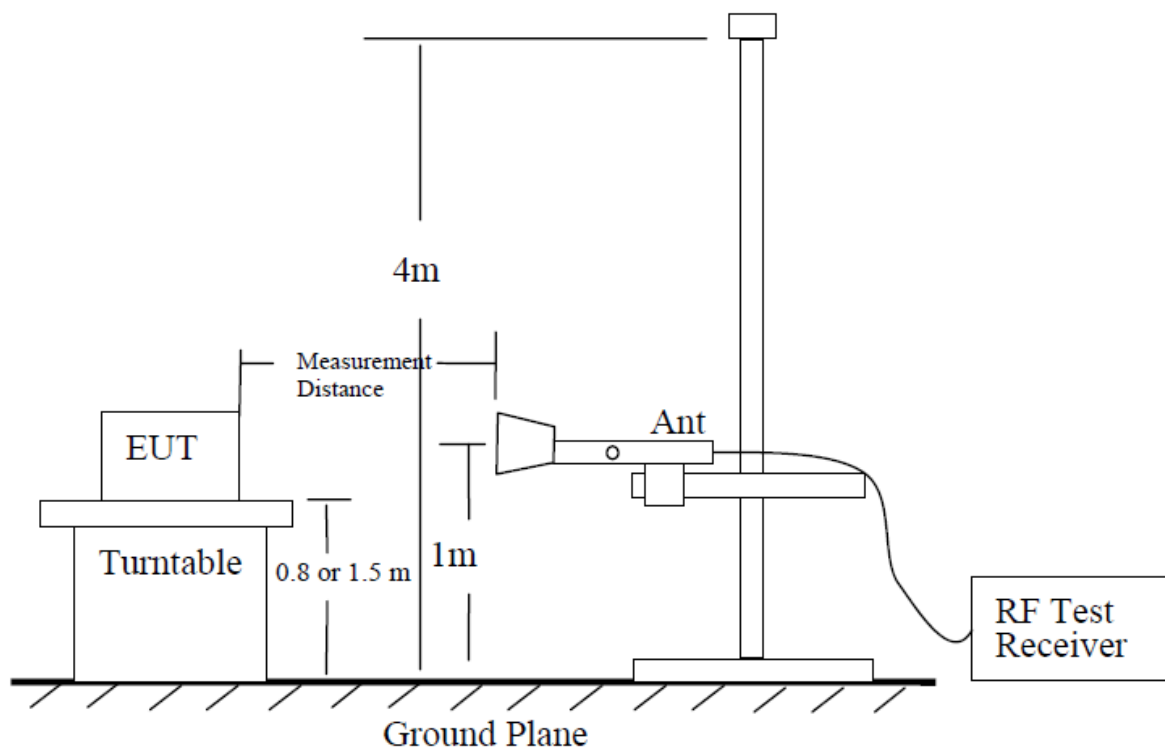 4m
Measurement
Distance
EUT
Ant
Turntable
0.8 or 1.5 m
1m
RF Test
Receiver
Ground Plane